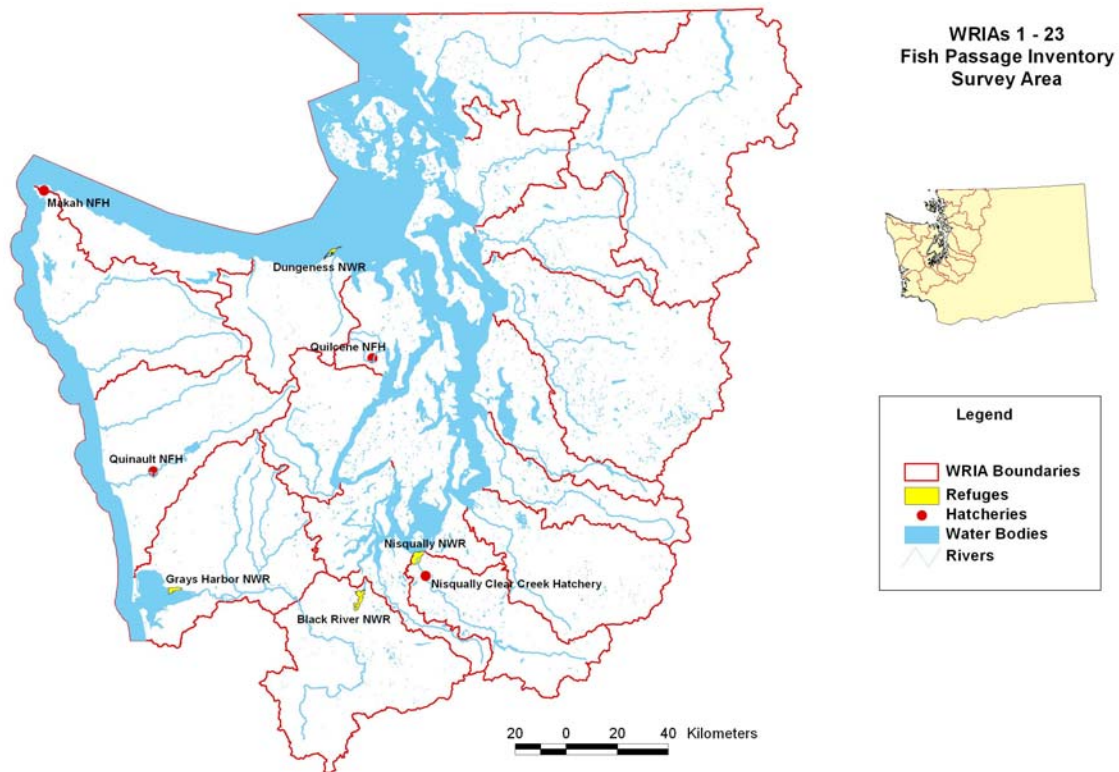 WRIAs 1 - 23
Fish Passage Inventory
Survey Area
Makah NFH
Dungeness NWR
Quilcene NFH
Quinault NFH
Nisqually NWR
Grays Harbor NWR
Nisqually Clear Creek Hatchery
Black River NWR
Legend
WRIA Boundaries
Refuges
Hatcheries
Water Bodies
Rivers
20 0 20 40 Kilometers